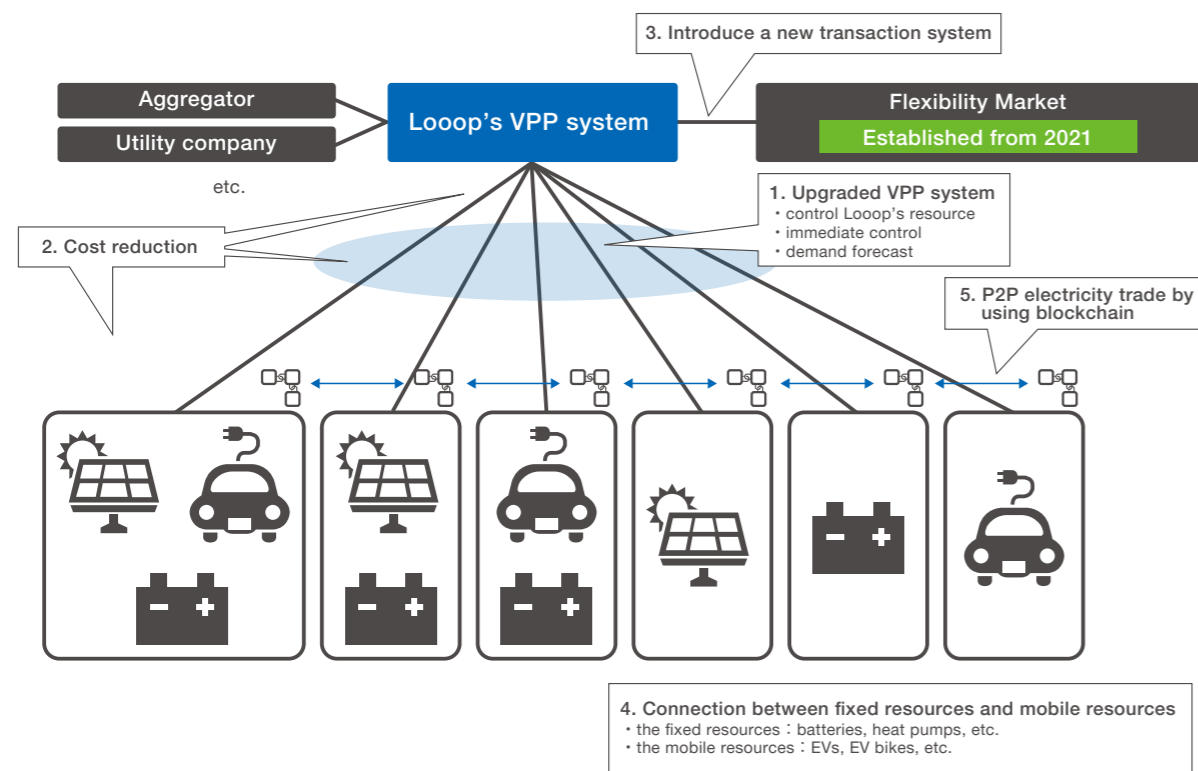 3. Introduce a new transaction system
Aggregator
Utility company
etc.
Looop's VPP system
Flexibility Market
Established from 2021
1. Upgraded VPP system
・control Looop's resource
・immediate control
・demand forecast
2. Cost reduction
5. P2P electricity trade by
using blockchain
4. Connection between fixed resources and mobile resources
・the fixed resources：batteries, heat pumps, etc.
・the mobile resources：EVs, EV bikes, etc.